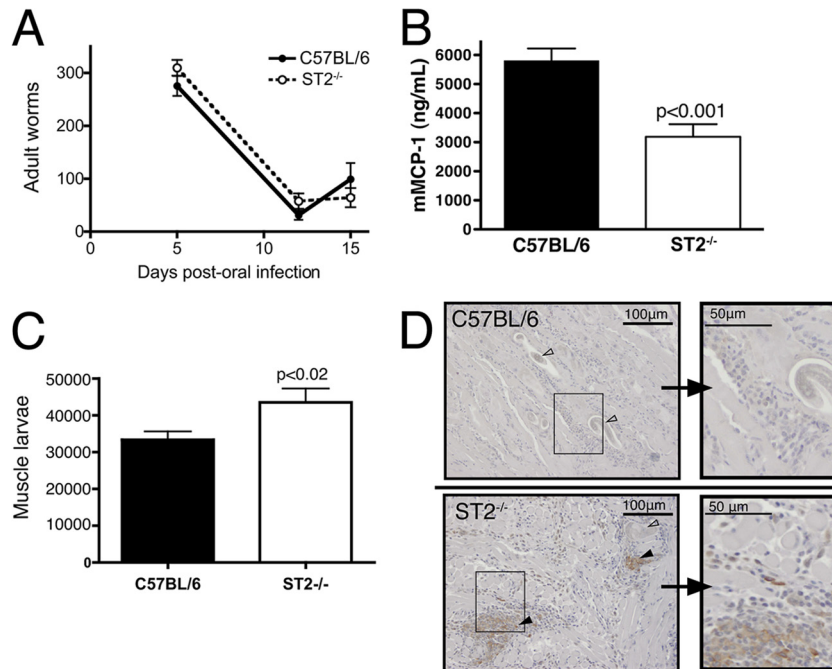 A
Adult worms
300
200
100
0
0
5
10
15
Days post-oral infection
C57BL/6
ST2-/-
B
mMCP-1 (ng/mL)
6000
5000
4000
3000
2000
1000
0
p<0.001
C57BL/6
ST2-/-
C
Muscle larvae
50000
40000
30000
20000
10000
0
p<0.02
C57BL/6
ST2-/-
D
C57BL/6
100µm
50µm
ST2-/-
100µm
50 µm